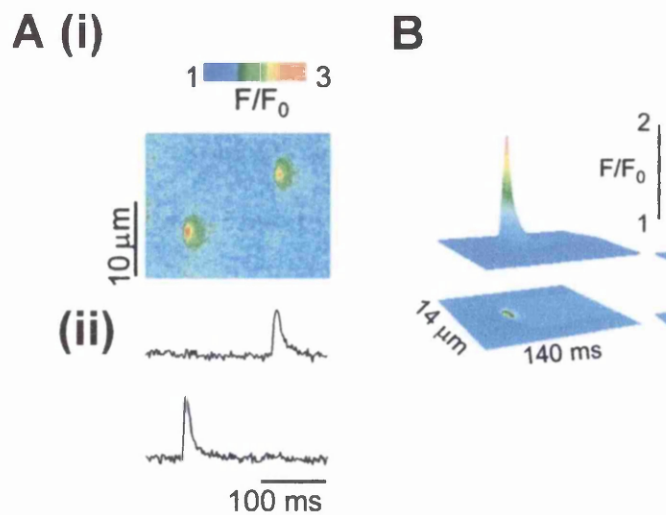 A (i)
1 3
F/F0
10 μm
(ii)
100 ms
B
2
F/F0
1
14 μm
140 ms